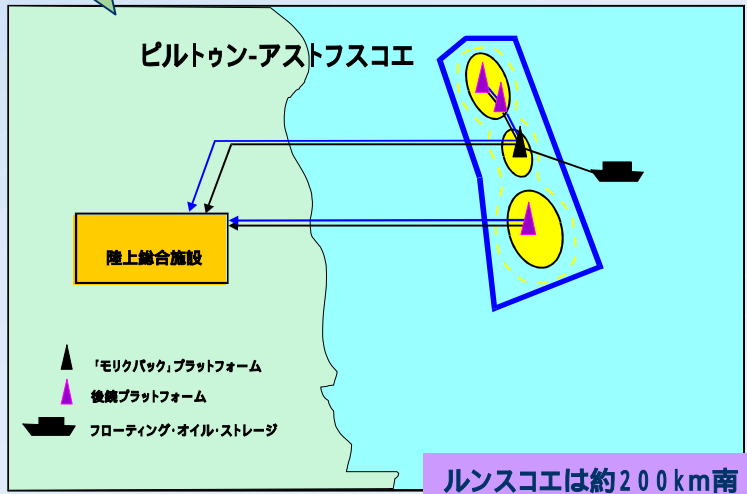 ピルトゥン-アストフスコエ
陸上総合施設
「モリクパック」プラットフォーム
後続プラットフォーム
フローティング・オイル・ストレージ
ルンスコエは約200km南